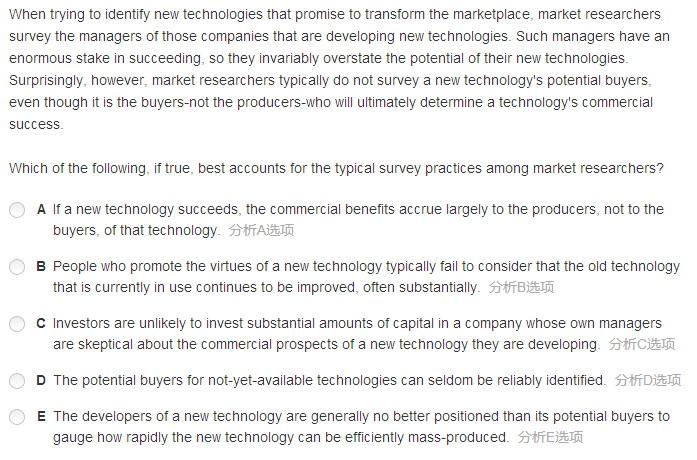 When trying to identify new technologies that promise to transform the marketplace, market researchers
survey the managers of those companies that are developing new technologies. Such managers have an
enormous stake in succeeding, so they invariably overstate the potential of their new technologies.
Surprisingly, however, market researchers typically do not survey a new technology's potential buyers,
even though it is the buyers-not the producers-who will ultimately determine a technology's commercial
success.
Which of the following, if true, best accounts for the typical survey practices among market researchers?
A If a new technology succeeds, the commercial benefits accrue largely to the producers, not to the
buyers, of that technology. 分析A选项
B People who promote the virtues of a new technology typically fail to consider that the old technology
that is currently in use continues to be improved, often substantially. 分析B选项
C Investors are unlikely to invest substantial amounts of capital in a company whose own managers
are skeptical about the commercial prospects of a new technology they are developing. 分析C选项
D The potential buyers for not-yet-available technologies can seldom be reliably identified. 分析D选项
E The developers of a new technology are generally no better positioned than its potential buyers to
gauge how rapidly the new technology can be efficiently mass-produced. 分析E选项